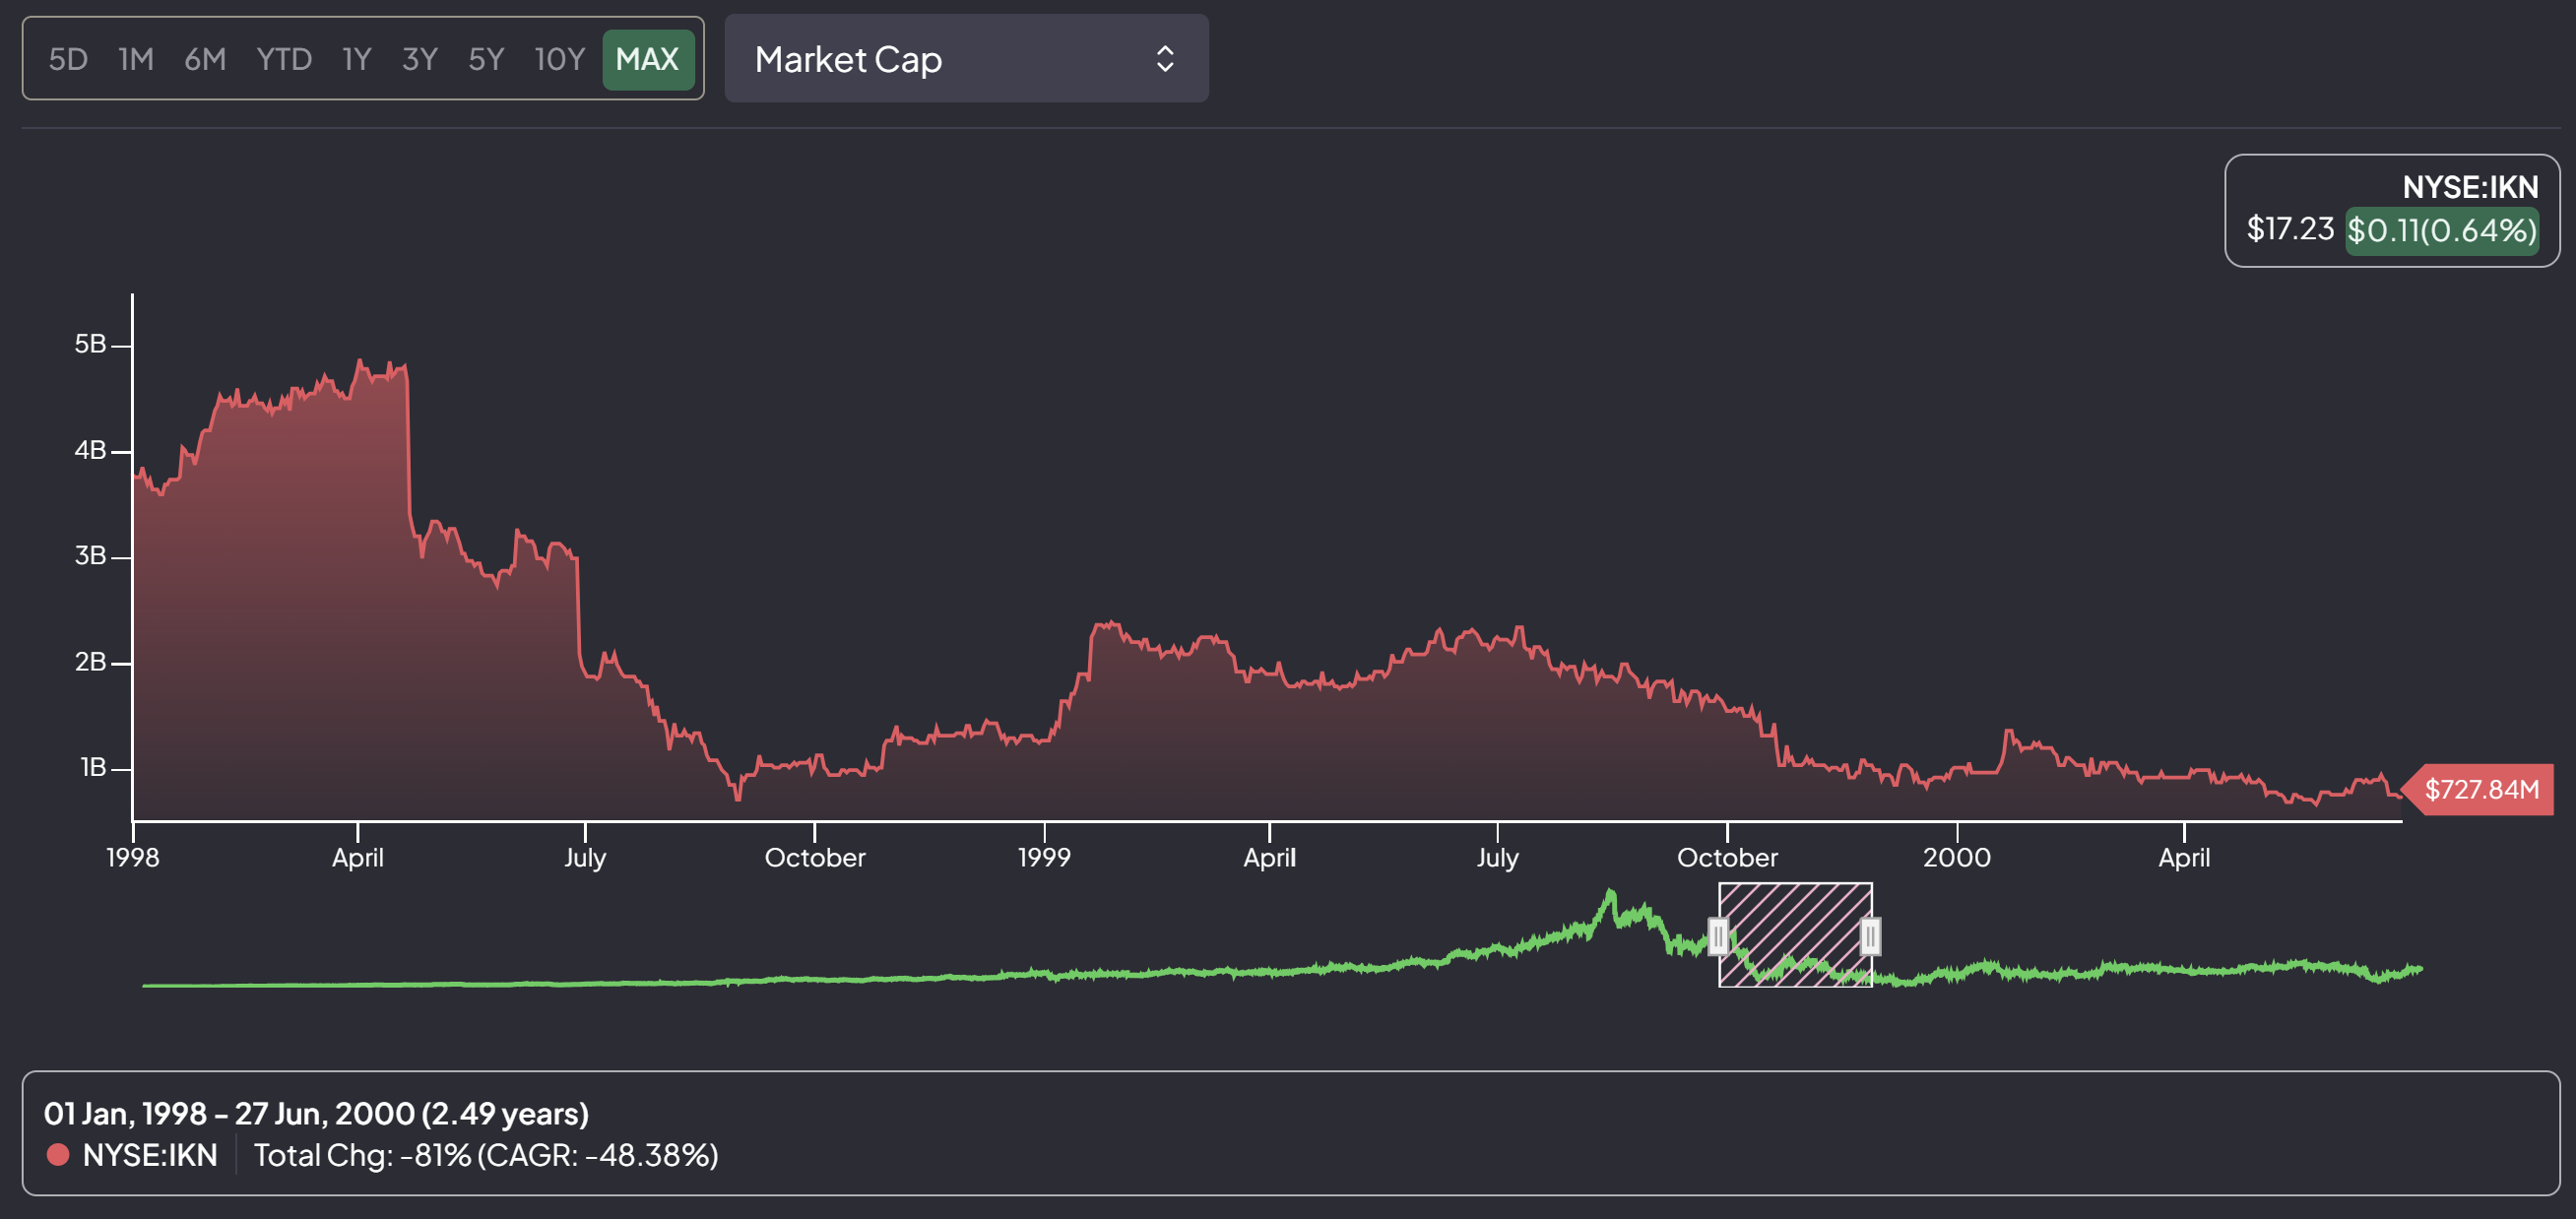 5D 1M 6M YTD 1Y 3Y 5Y 10Y MAX
Market Cap
NYSE:IKN
$17.23 $0.11(0.64%)
5B
4B
3B
2B
1B
$727.84M
1998 April July October 1999 April July October 2000 April
01 Jan, 1998 - 27 Jun, 2000 (2.49 years)
NYSE:IKN Total Chg: -81% (CAGR: -48.38%)